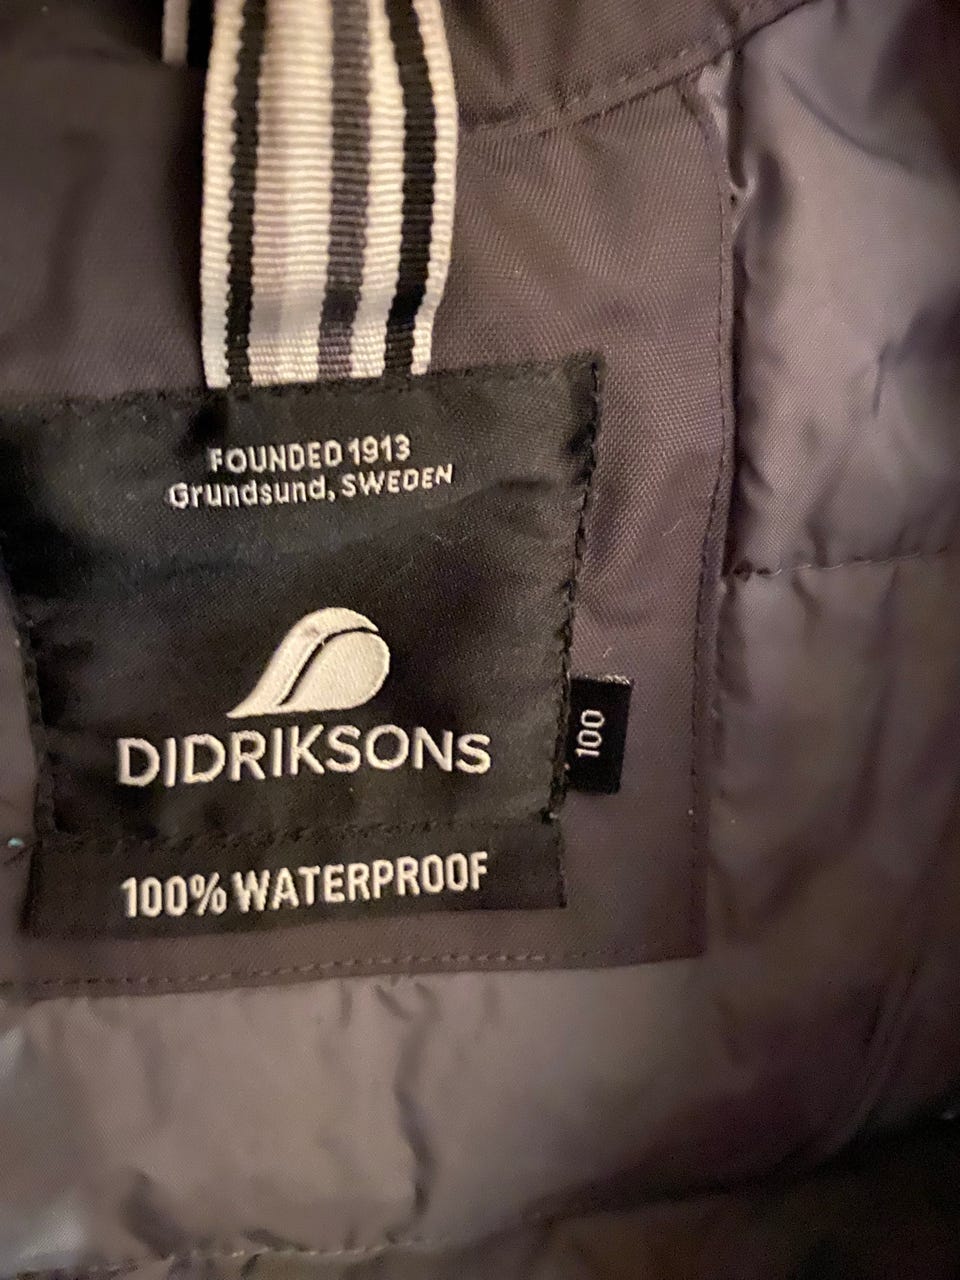 FOUNDED 1913
Grundsund, SWEDEN
DIDRIKSONS
100
100% WATERPROOF